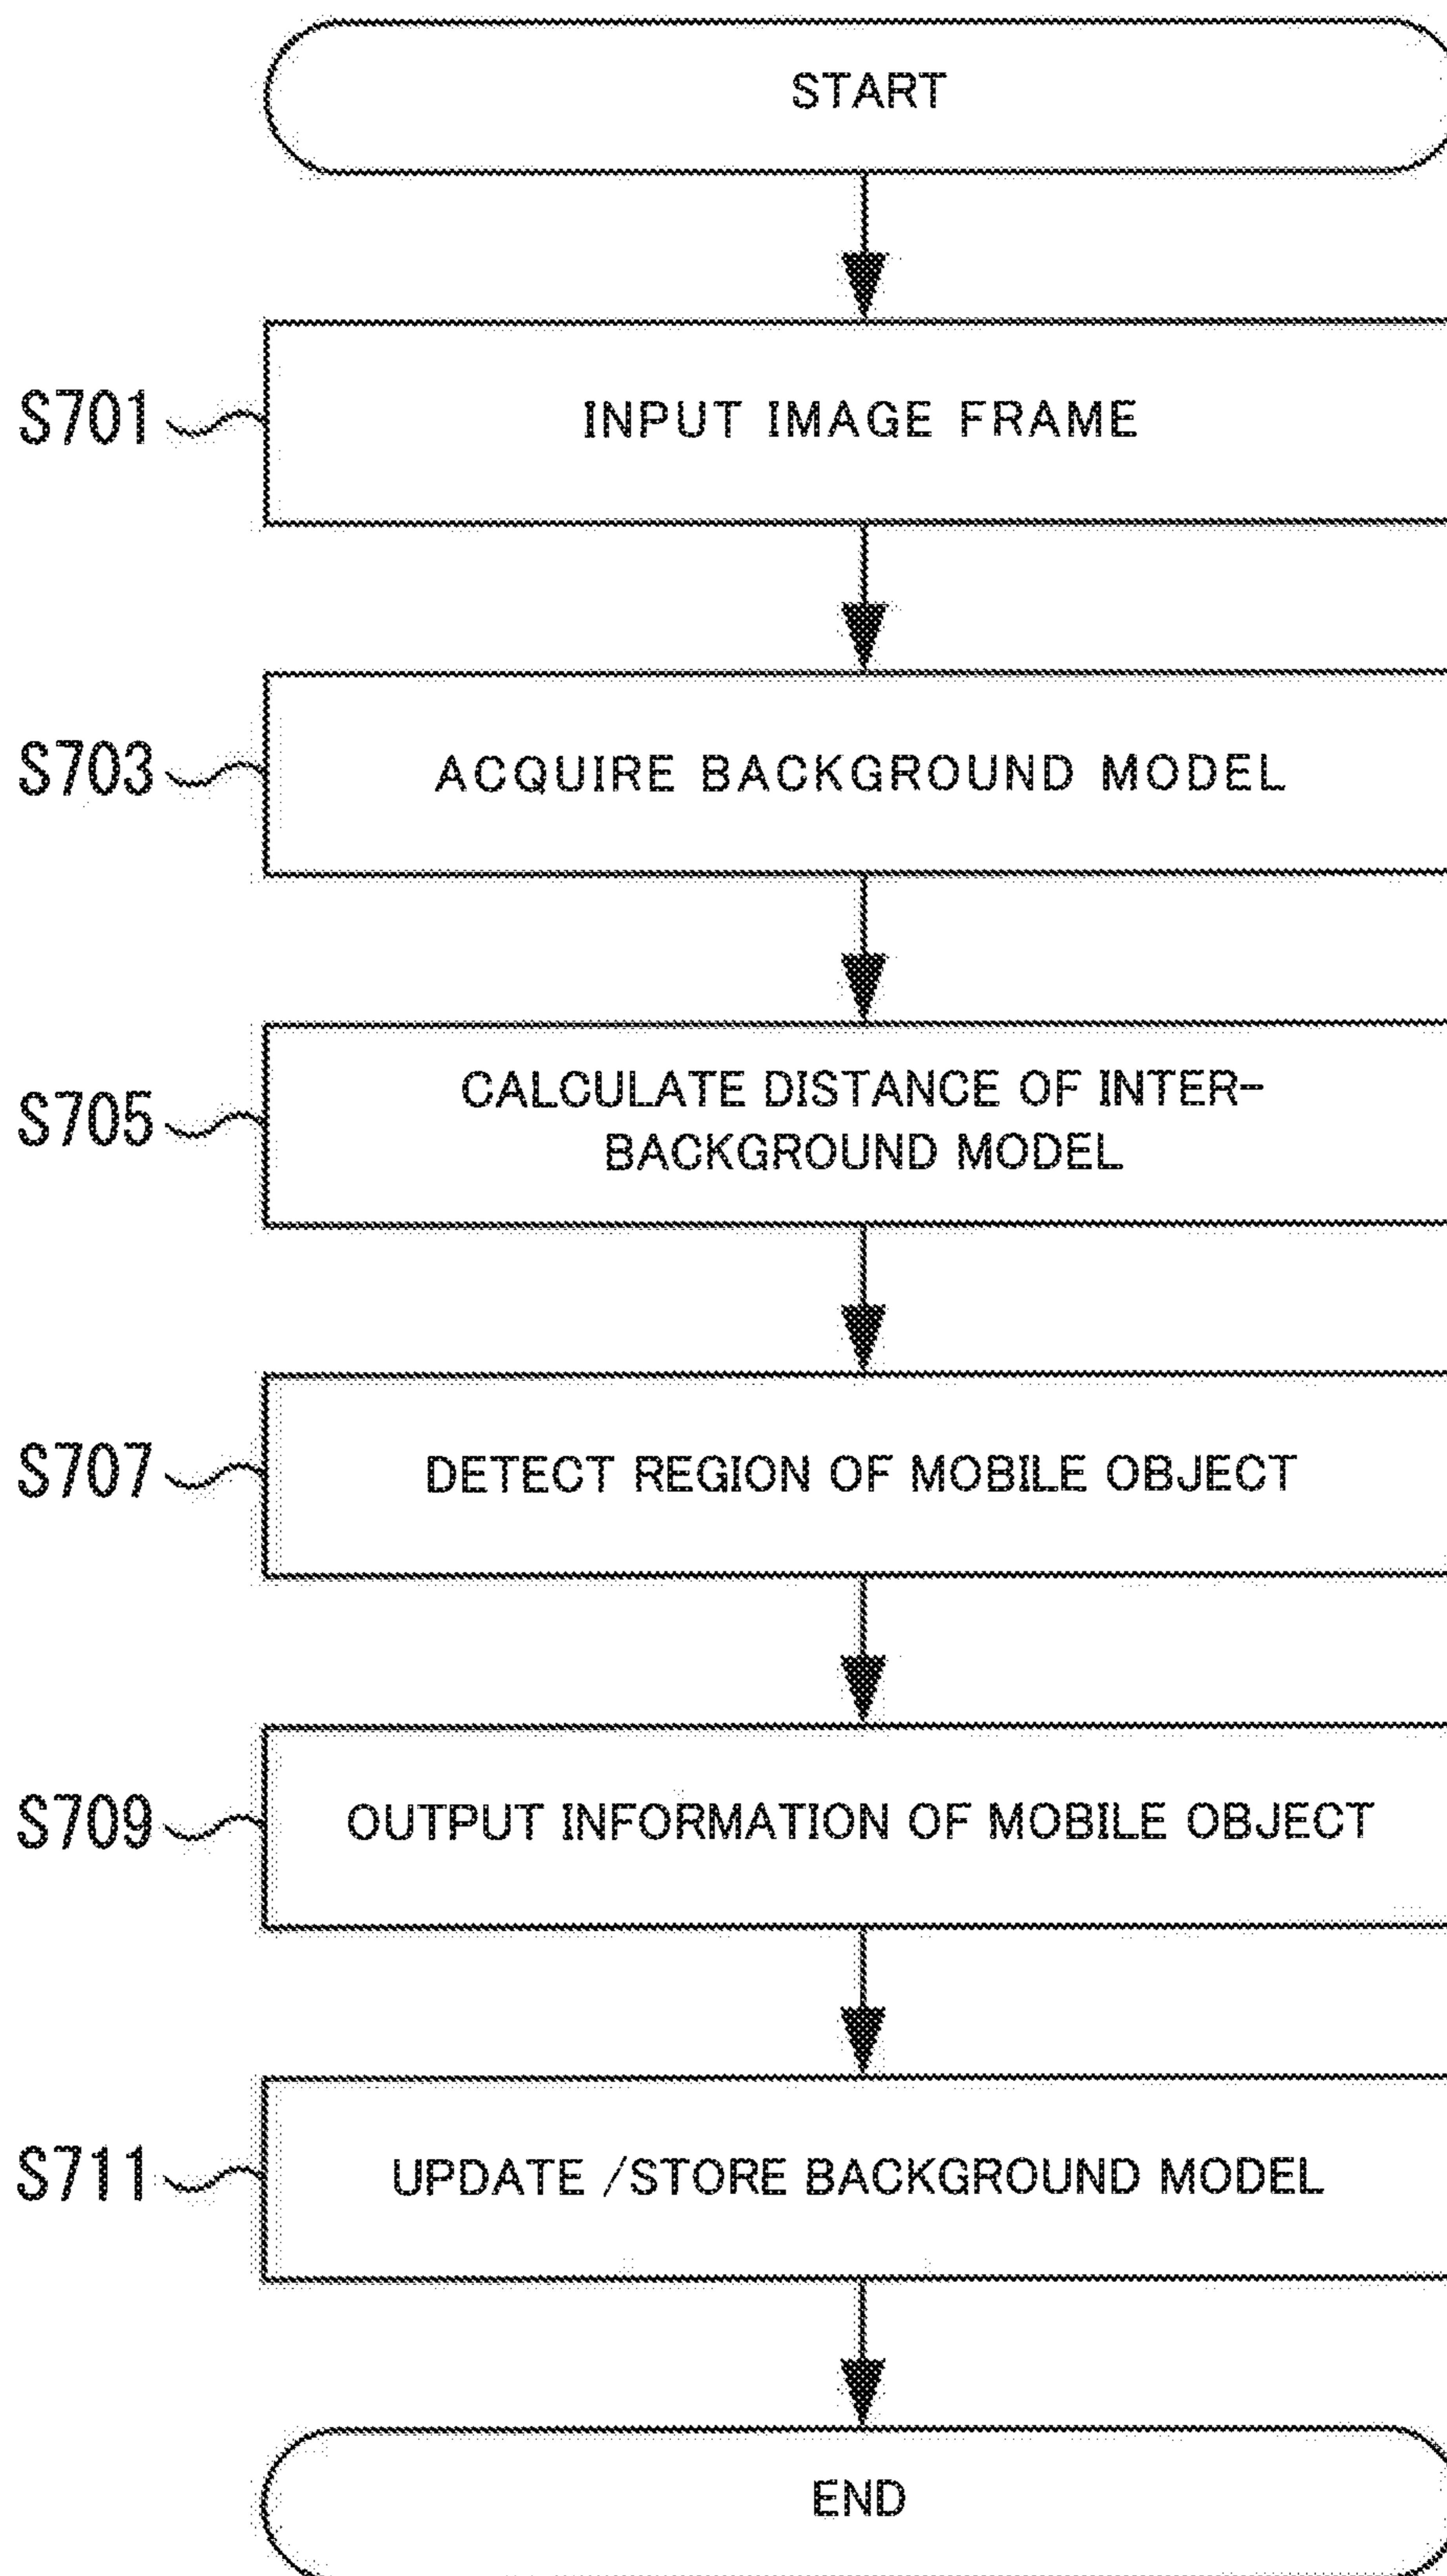 START
S701
INPUT IMAGE FRAME
S703
ACQUIRE BACKGROUND MODEL
S705
CALCULATE DISTANCE OF INTER-
BACKGROUND MODEL
S707
DETECT REGION OF MOBILE OBJECT
S709
OUTPUT INFORMATION OF MOBILE OBJECT
S711
UPDATE /STORE BACKGROUND MODEL
END